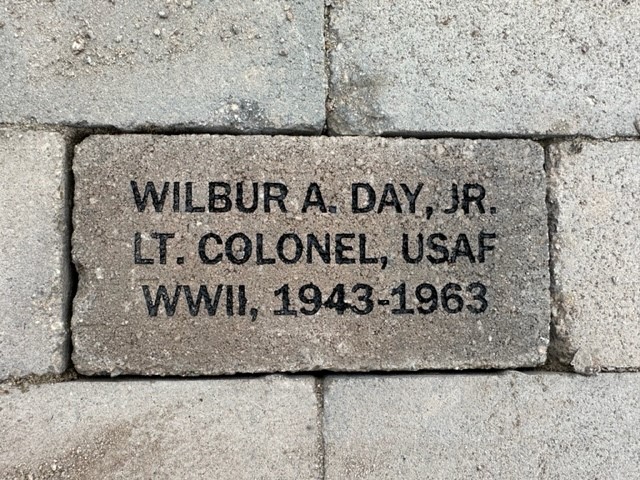 WILBUR A. DAY, JR.
LT. COLONEL, USAF
WWII, 1943-1963